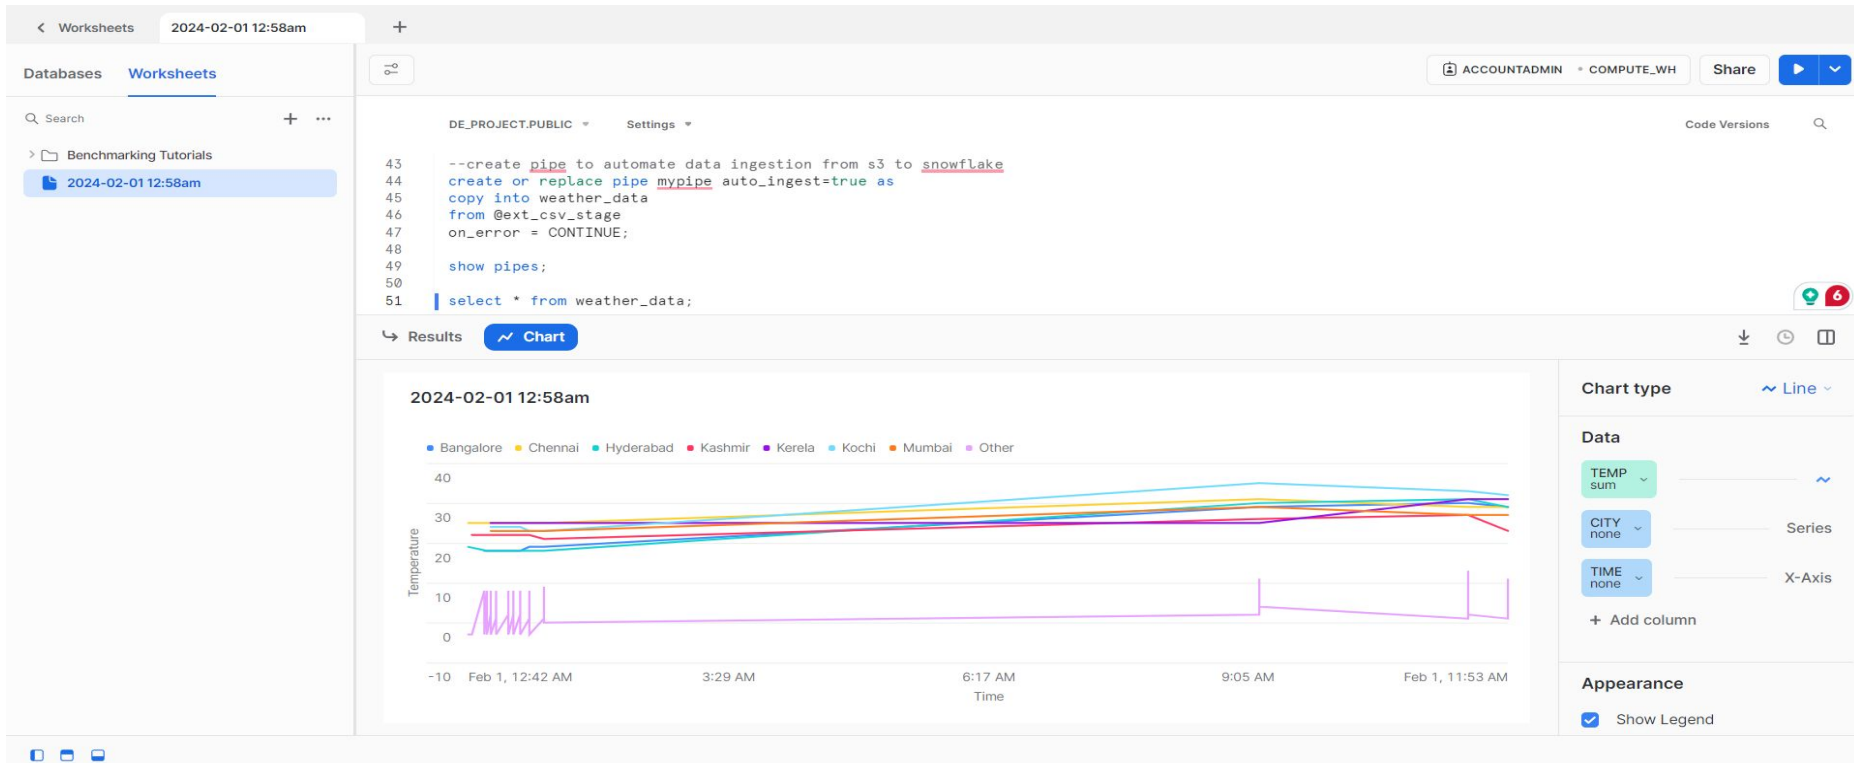 Worksheets
2024-02-01 12:58am
+
Databases
Worksheets
ACCOUNTADMIN
COMPUTE_WH
Share
Search
+
...
Benchmarking Tutorials
2024-02-01 12:58am
DE_PROJECT.PUBLIC
Settings
Code Versions
43 --create pipe to automate data ingestion from s3 to snowflake
44 create or replace pipe mypipe auto_ingest=true as
45 copy into weather_data
46 from @ext_csv_stage
47 on_error = CONTINUE;
48
49 show pipes;
50
51 select * from weather_data;
6
Results
Chart
2024-02-01 12:58am
Bangalore Chennai Hyderabad Kashmir Kerela Kochi Mumbai Other
40
30
20
10
0
-10
Temperature
Feb 1, 12:42 AM 3:29 AM 6:17 AM 9:05 AM Feb 1, 11:53 AM
Time
Chart type
Line
Data
TEMP
sum
CITY
none
Series
TIME
none
X-Axis
+ Add column
Appearance
Show Legend